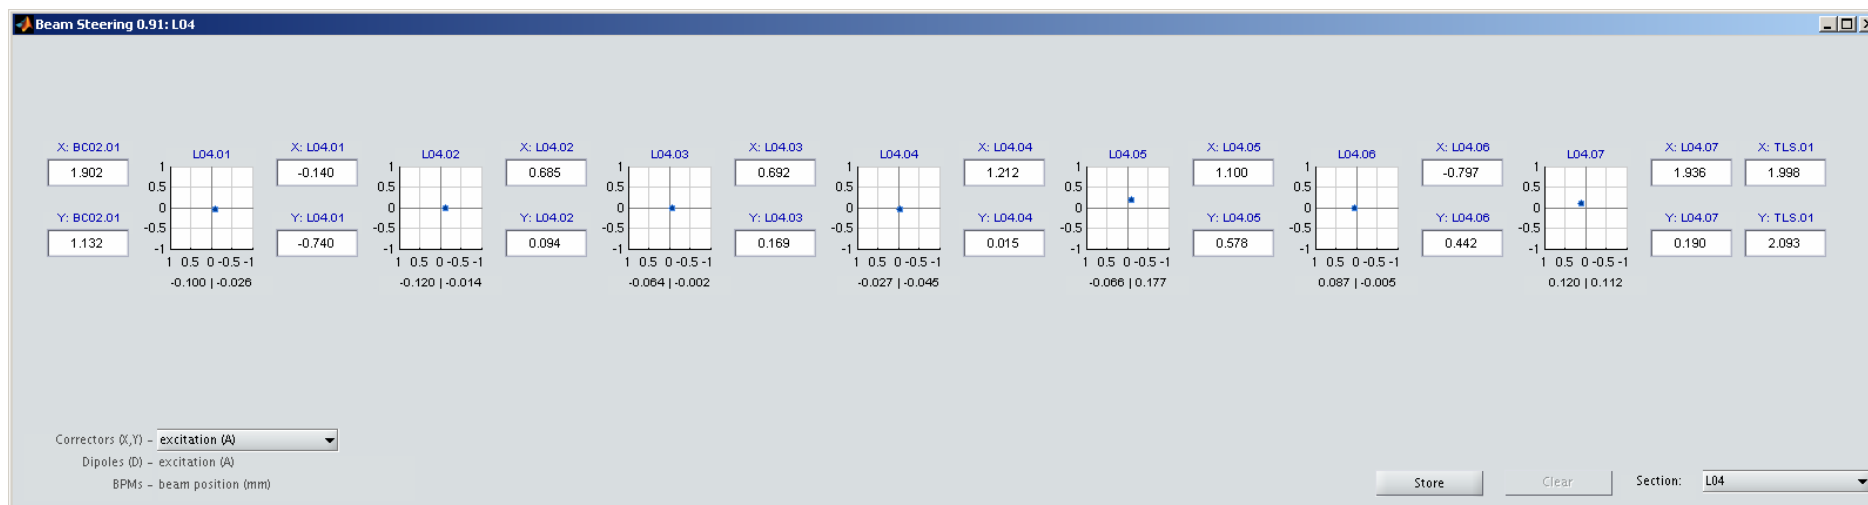 Beam Steering 0.91: L04
X: BC02.01
1.902
Y: BC02.01
1.132
L04.01
1
0.5
0
-0.5
-1
1 0.5 0 -0.5 -1
-0.100 | -0.026
X: L04.01
-0.140
Y: L04.01
-0.740
L04.02
1
0.5
0
-0.5
-1
1 0.5 0 -0.5 -1
-0.120 | -0.014
X: L04.02
0.685
Y: L04.02
0.094
L04.03
1
0.5
0
-0.5
-1
1 0.5 0 -0.5 -1
-0.064 | -0.002
X: L04.03
0.692
Y: L04.03
0.169
L04.04
1
0.5
0
-0.5
-1
1 0.5 0 -0.5 -1
-0.027 | -0.045
X: L04.04
1.212
Y: L04.04
0.015
L04.05
1
0.5
0
-0.5
-1
1 0.5 0 -0.5 -1
-0.066 | 0.177
X: L04.05
1.100
Y: L04.05
0.578
L04.06
1
0.5
0
-0.5
-1
1 0.5 0 -0.5 -1
0.087 | -0.005
X: L04.06
-0.797
Y: L04.06
0.442
L04.07
1
0.5
0
-0.5
-1
1 0.5 0 -0.5 -1
0.120 | 0.112
X: L04.07
1.936
Y: L04.07
0.190
X: TLS.01
1.998
Y: TLS.01
2.093
Correctors (X,Y) – excitation (A)
Dipoles (D) – excitation (A)
BPMs – beam position (mm)
Store
Clear
Section: L04